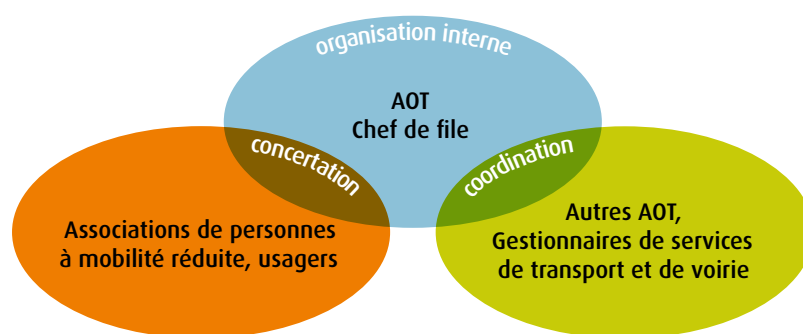 organisation interne
AOT
Chef de file
concertation
coordination
Associations de personnes
à mobilité réduite, usagers
Autres AOT,
Gestionnaires de services
de transport et de voirie